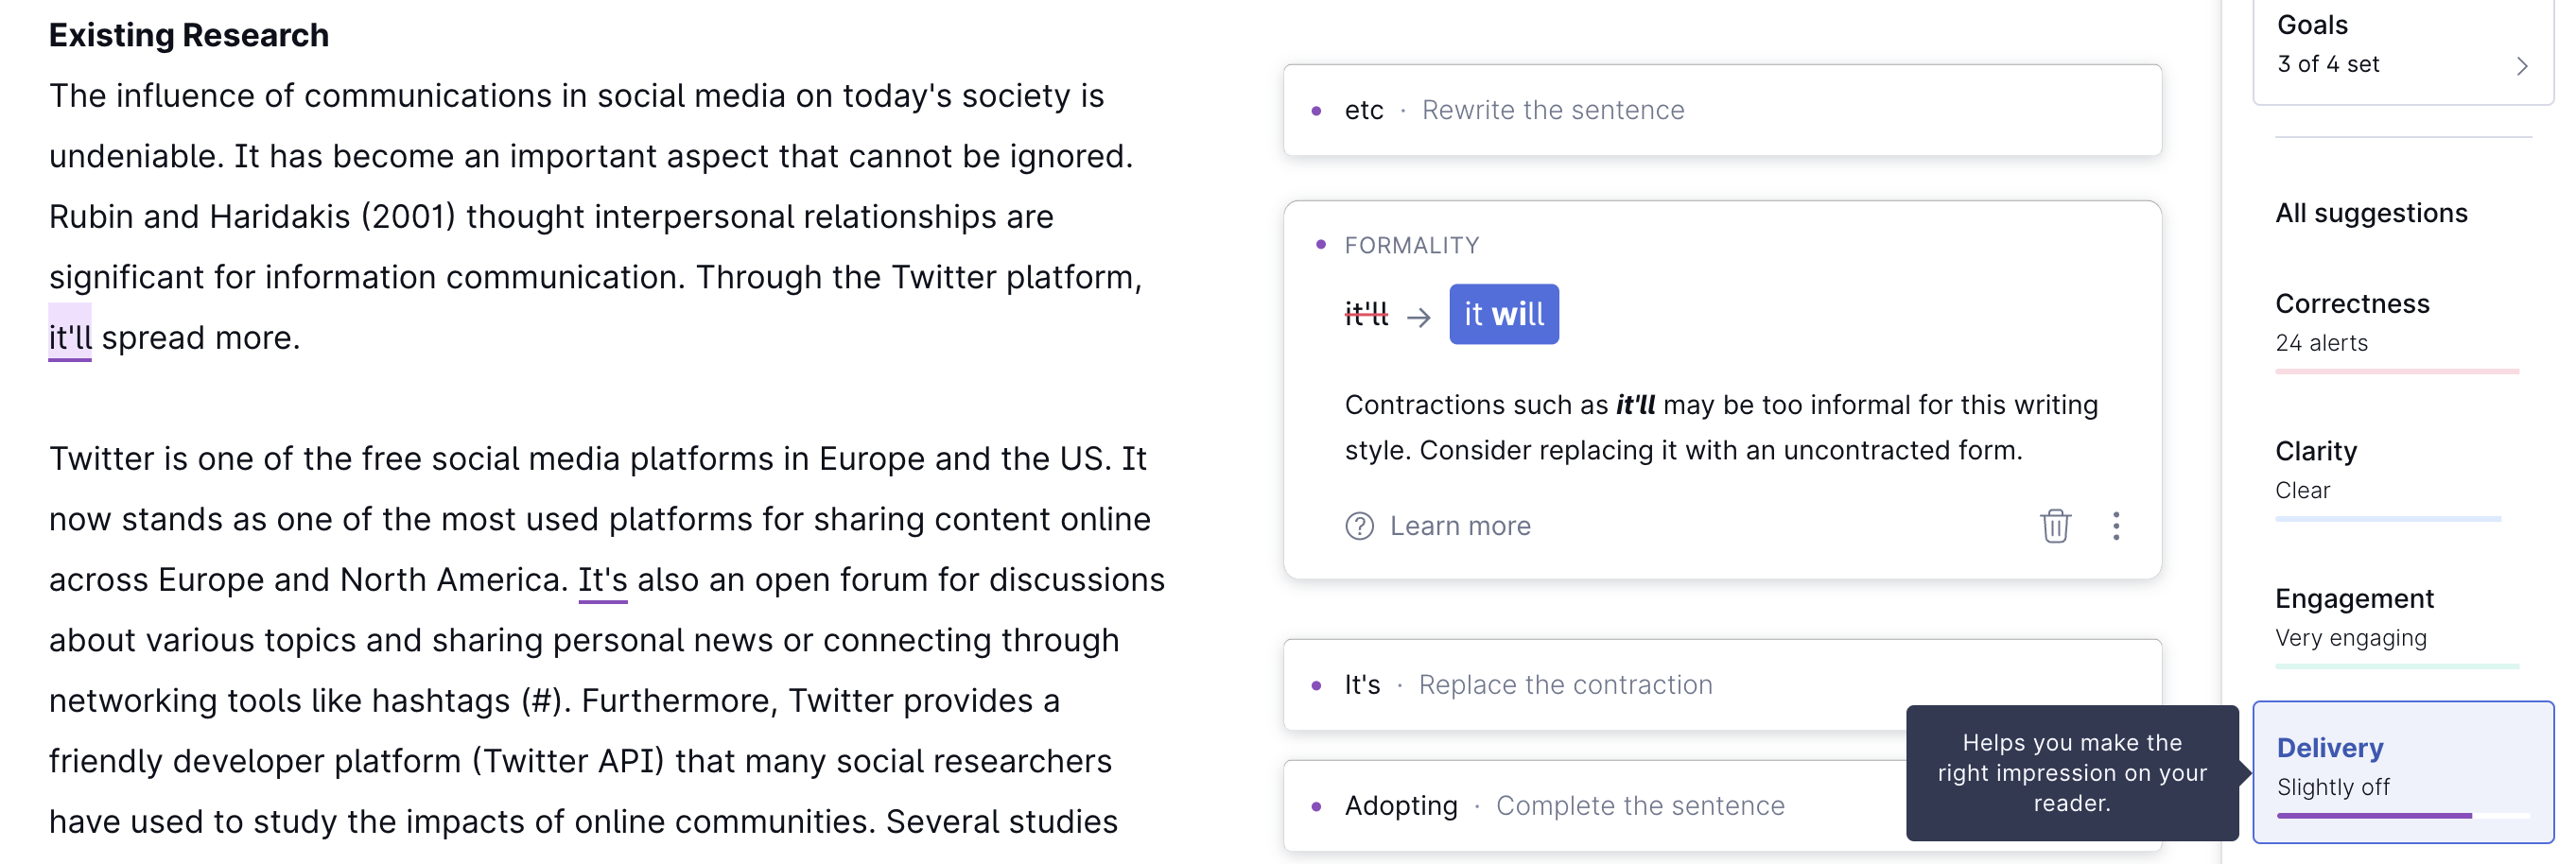 Existing Research
The influence of communications in social media on today's society is
undeniable. It has become an important aspect that cannot be ignored.
Rubin and Haridakis (2001) thought interpersonal relationships are
significant for information communication. Through the Twitter platform,
it'll spread more.
Twitter is one of the free social media platforms in Europe and the US. It
now stands as one of the most used platforms for sharing content online
across Europe and North America. It's also an open forum for discussions
about various topics and sharing personal news or connecting through
networking tools like hashtags (#). Furthermore, Twitter provides a
friendly developer platform (Twitter API) that many social researchers
have used to study the impacts of online communities. Several studies
etc · Rewrite the sentence
FORMALITY
it'll → it will
Contractions such as it'll may be too informal for this writing
style. Consider replacing it with an uncontracted form.
Learn more
It's · Replace the contraction
Adopting · Complete the sentence
Helps you make the
right impression on your
reader.
Goals
3 of 4 set
All suggestions
Correctness
24 alerts
Clarity
Clear
Engagement
Very engaging
Delivery
Slightly off